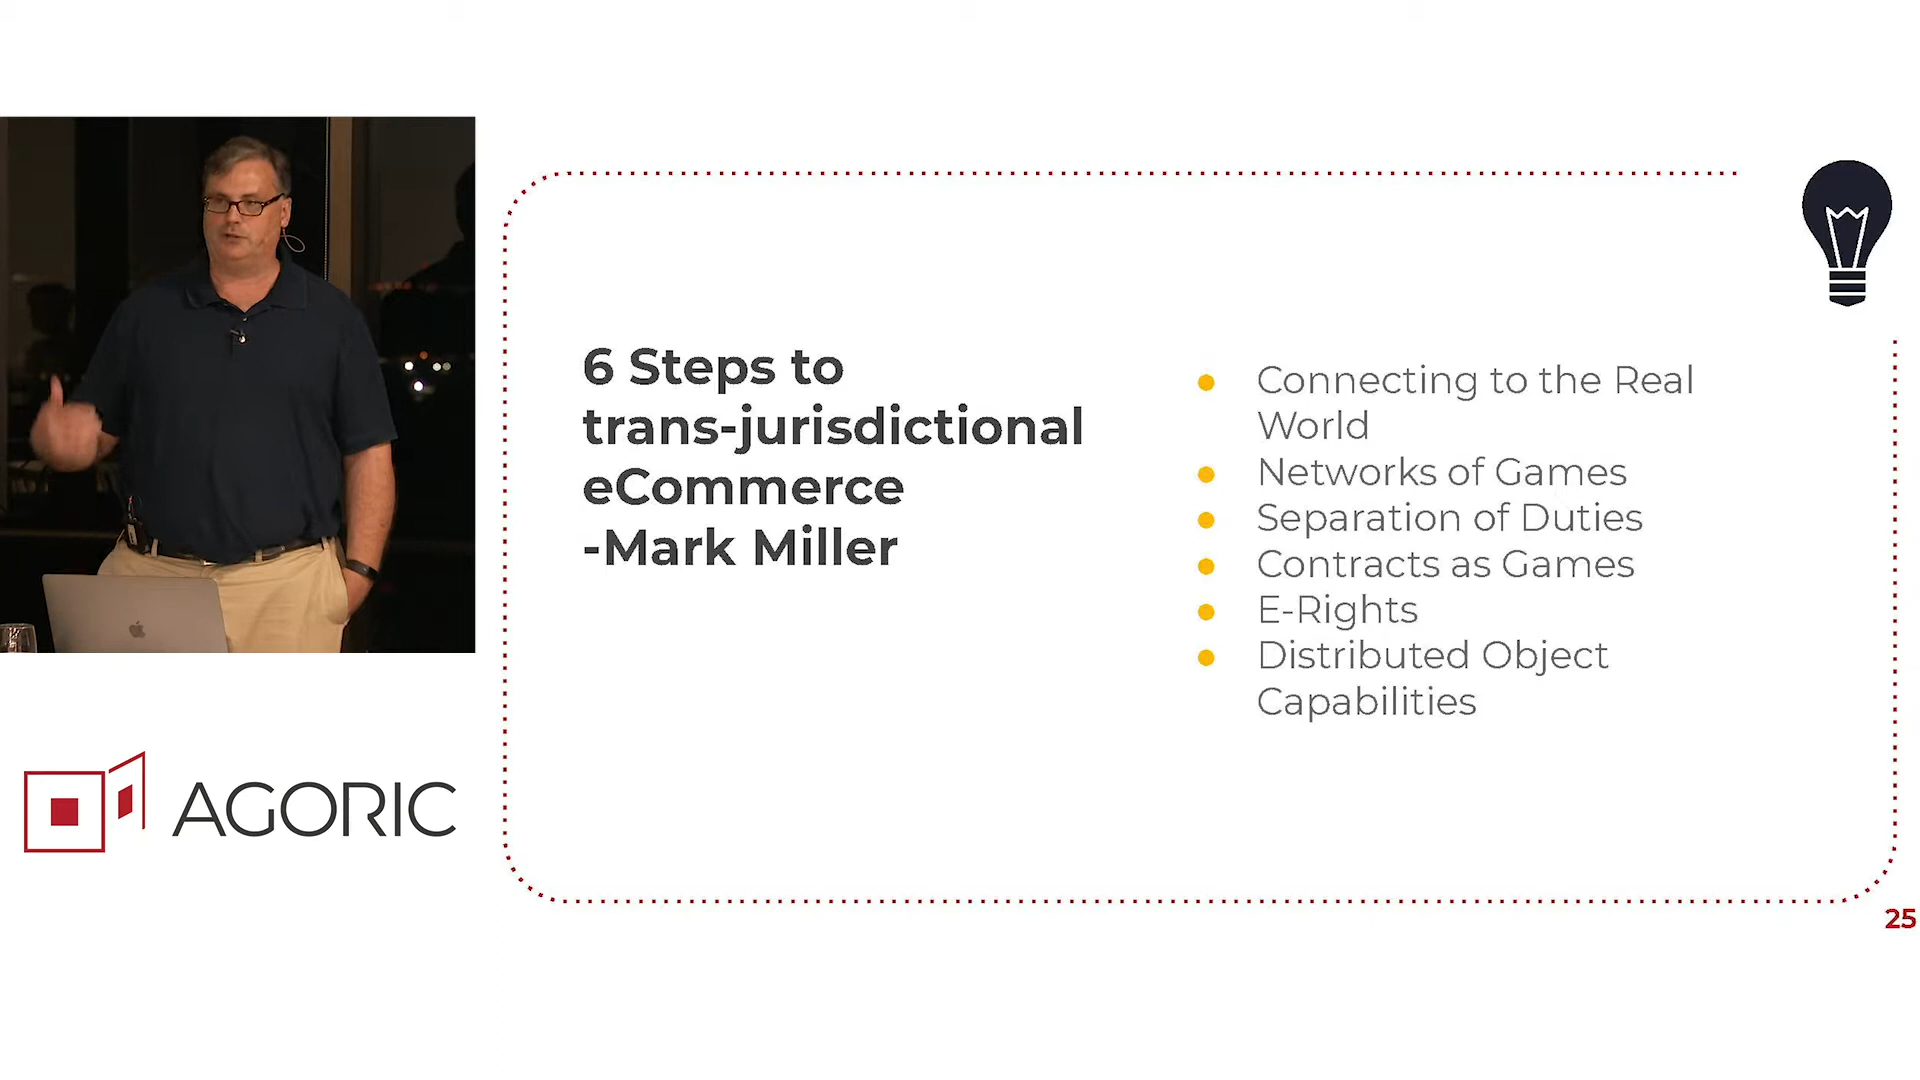 6 Steps to
trans-jurisdictional
eCommerce
-Mark Miller
Connecting to the Real
World
Networks of Games
Separation of Duties
Contracts as Games
E-Rights
Distributed Object
Capabilities
AGORIC
25